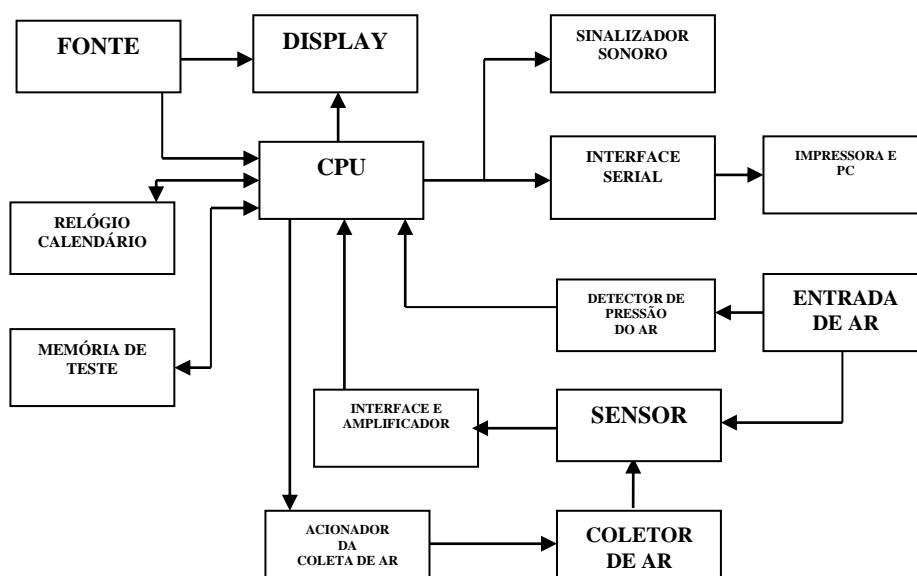 FONTE
DISPLAY
SINALIZADOR
SONORO
CPU
INTERFACE
SERIAL
IMPRESSORA E
PC
RELÓGIO
CALENDÁRIO
DETECTOR DE
PRESSÃO
DO AR
ENTRADA
DE AR
MEMÓRIA DE
TESTE
INTERFACE E
AMPLIFICADOR
SENSOR
ACIONADOR
DA
COLETA DE AR
COLETOR
DE AR